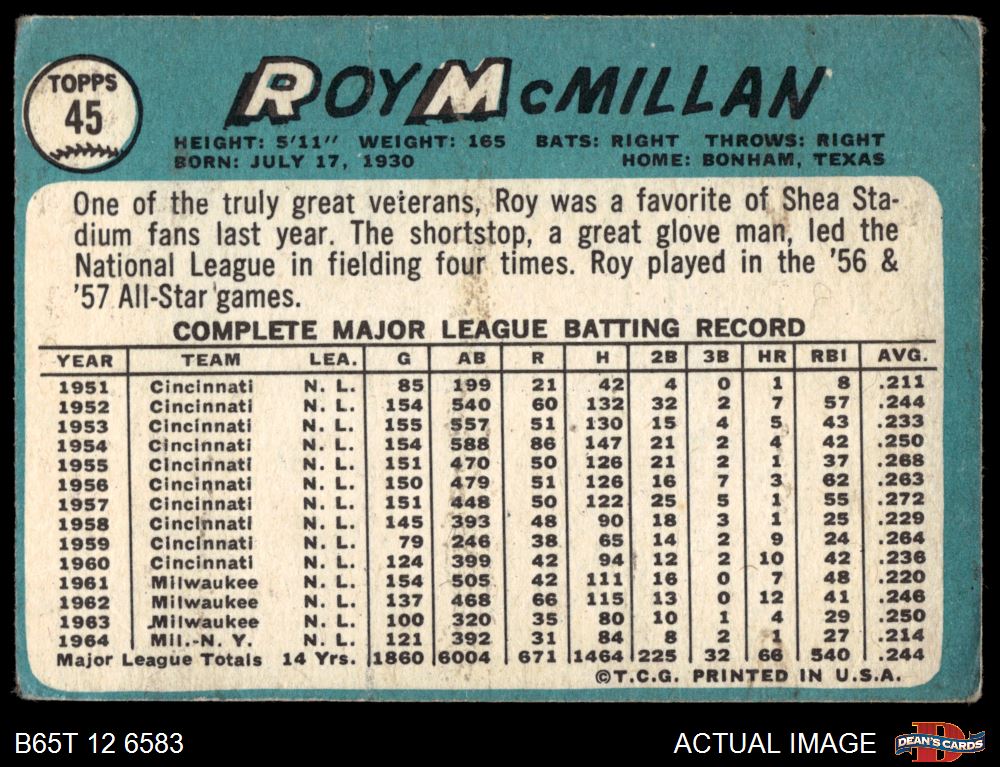 TOPPS
45
ROY McMILLAN
HEIGHT: 5'11" WEIGHT: 165 BATS: RIGHT THROWS: RIGHT
BORN: JULY 17, 1930 HOME: BONHAM, TEXAS
One of the truly great veterans, Roy was a favorite of Shea Sta-
dium fans last year. The shortstop, a great glove man, led the
National League in fielding four times. Roy played in the '56 &
'57 All-Star games.
COMPLETE MAJOR LEAGUE BATTING RECORD
YEAR TEAM LEA. G AB R H 2B 3B HR RBI AVG.
1951 Cincinnati N. L. 85 199 21 42 4 0 1 8 .211
1952 Cincinnati N. L. 154 540 60 132 32 2 7 57 .244
1953 Cincinnati N. L. 155 557 51 130 15 4 5 43 .233
1954 Cincinnati N. L. 154 588 86 147 21 2 4 42 .250
1955 Cincinnati N. L. 151 470 50 126 21 2 1 37 .268
1956 Cincinnati N. L. 150 479 51 126 16 7 3 62 .263
1957 Cincinnati N. L. 151 448 50 122 25 5 1 55 .272
1958 Cincinnati N. L. 145 393 48 90 18 3 1 25 .229
1959 Cincinnati N. L. 79 246 38 65 14 2 9 24 .264
1960 Cincinnati N. L. 124 399 42 94 12 2 10 42 .236
1961 Milwaukee N. L. 154 505 42 111 16 0 7 48 .220
1962 Milwaukee N. L. 137 468 66 115 13 0 12 41 .246
1963 Milwaukee N. L. 100 320 35 80 10 1 4 29 .250
1964 Mil.-N. Y. N. L. 121 392 31 84 8 2 1 27 .214
Major League Totals 14 Yrs. 1860 6004 671 1464 225 32 66 540 .244
©T.C.G. PRINTED IN U.S.A.
B65T 12 6583 ACTUAL IMAGE DEAN'S CARDS